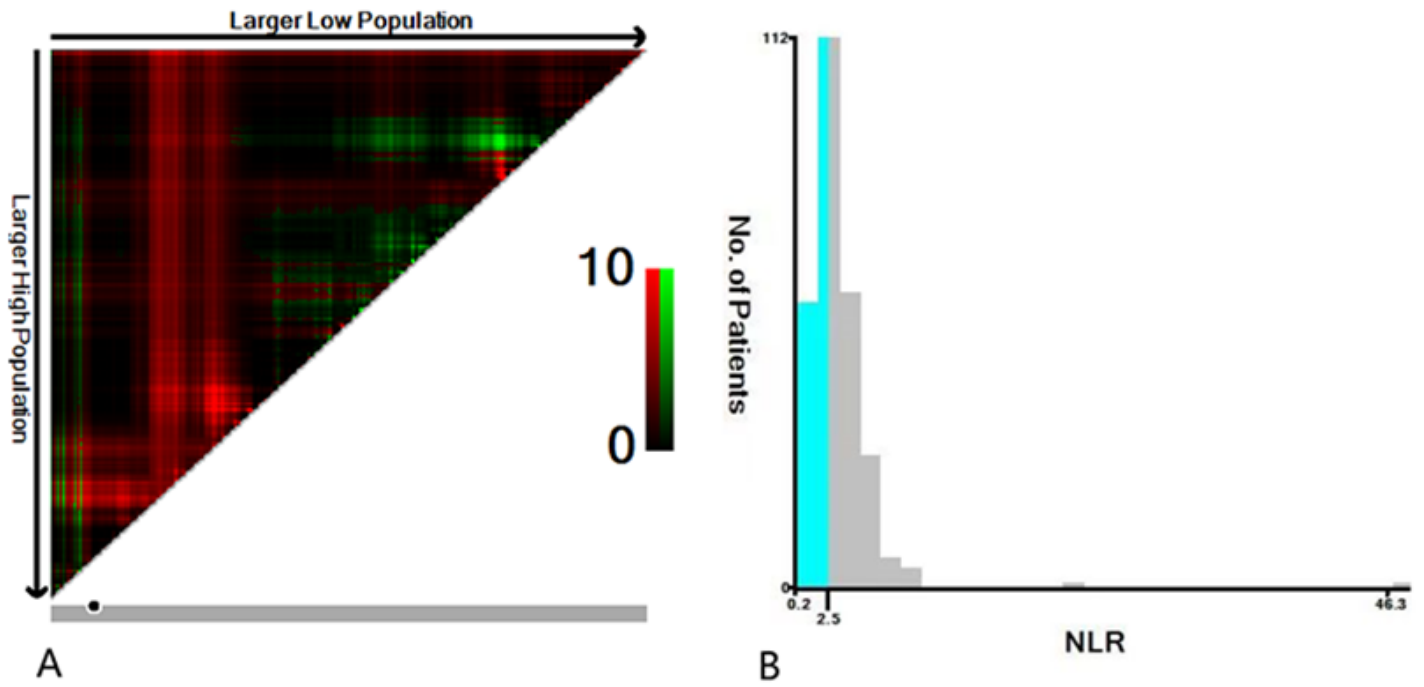 Larger Low Population
Larger High Population
10
0
A
112
No. of Patients
0
0.2
2.5
46.3
NLR
B